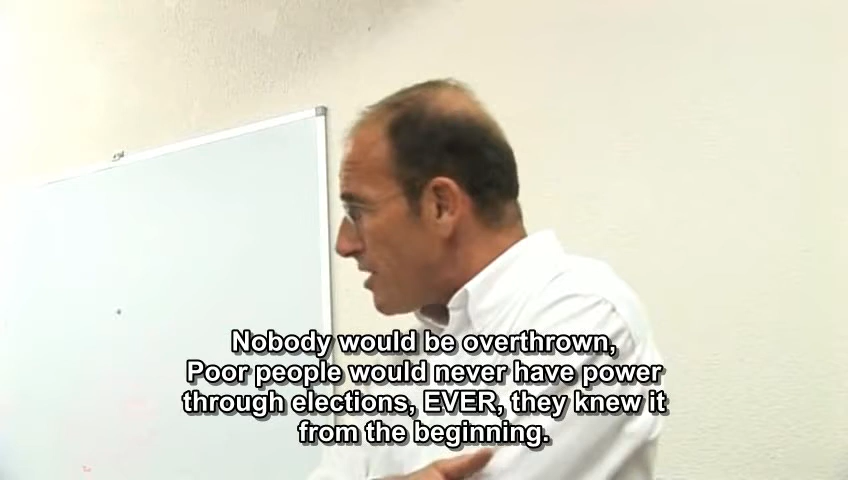 Nobody would be overthrown,
Poor people would never have power
through elections, EVER, they knew it
from the beginning.